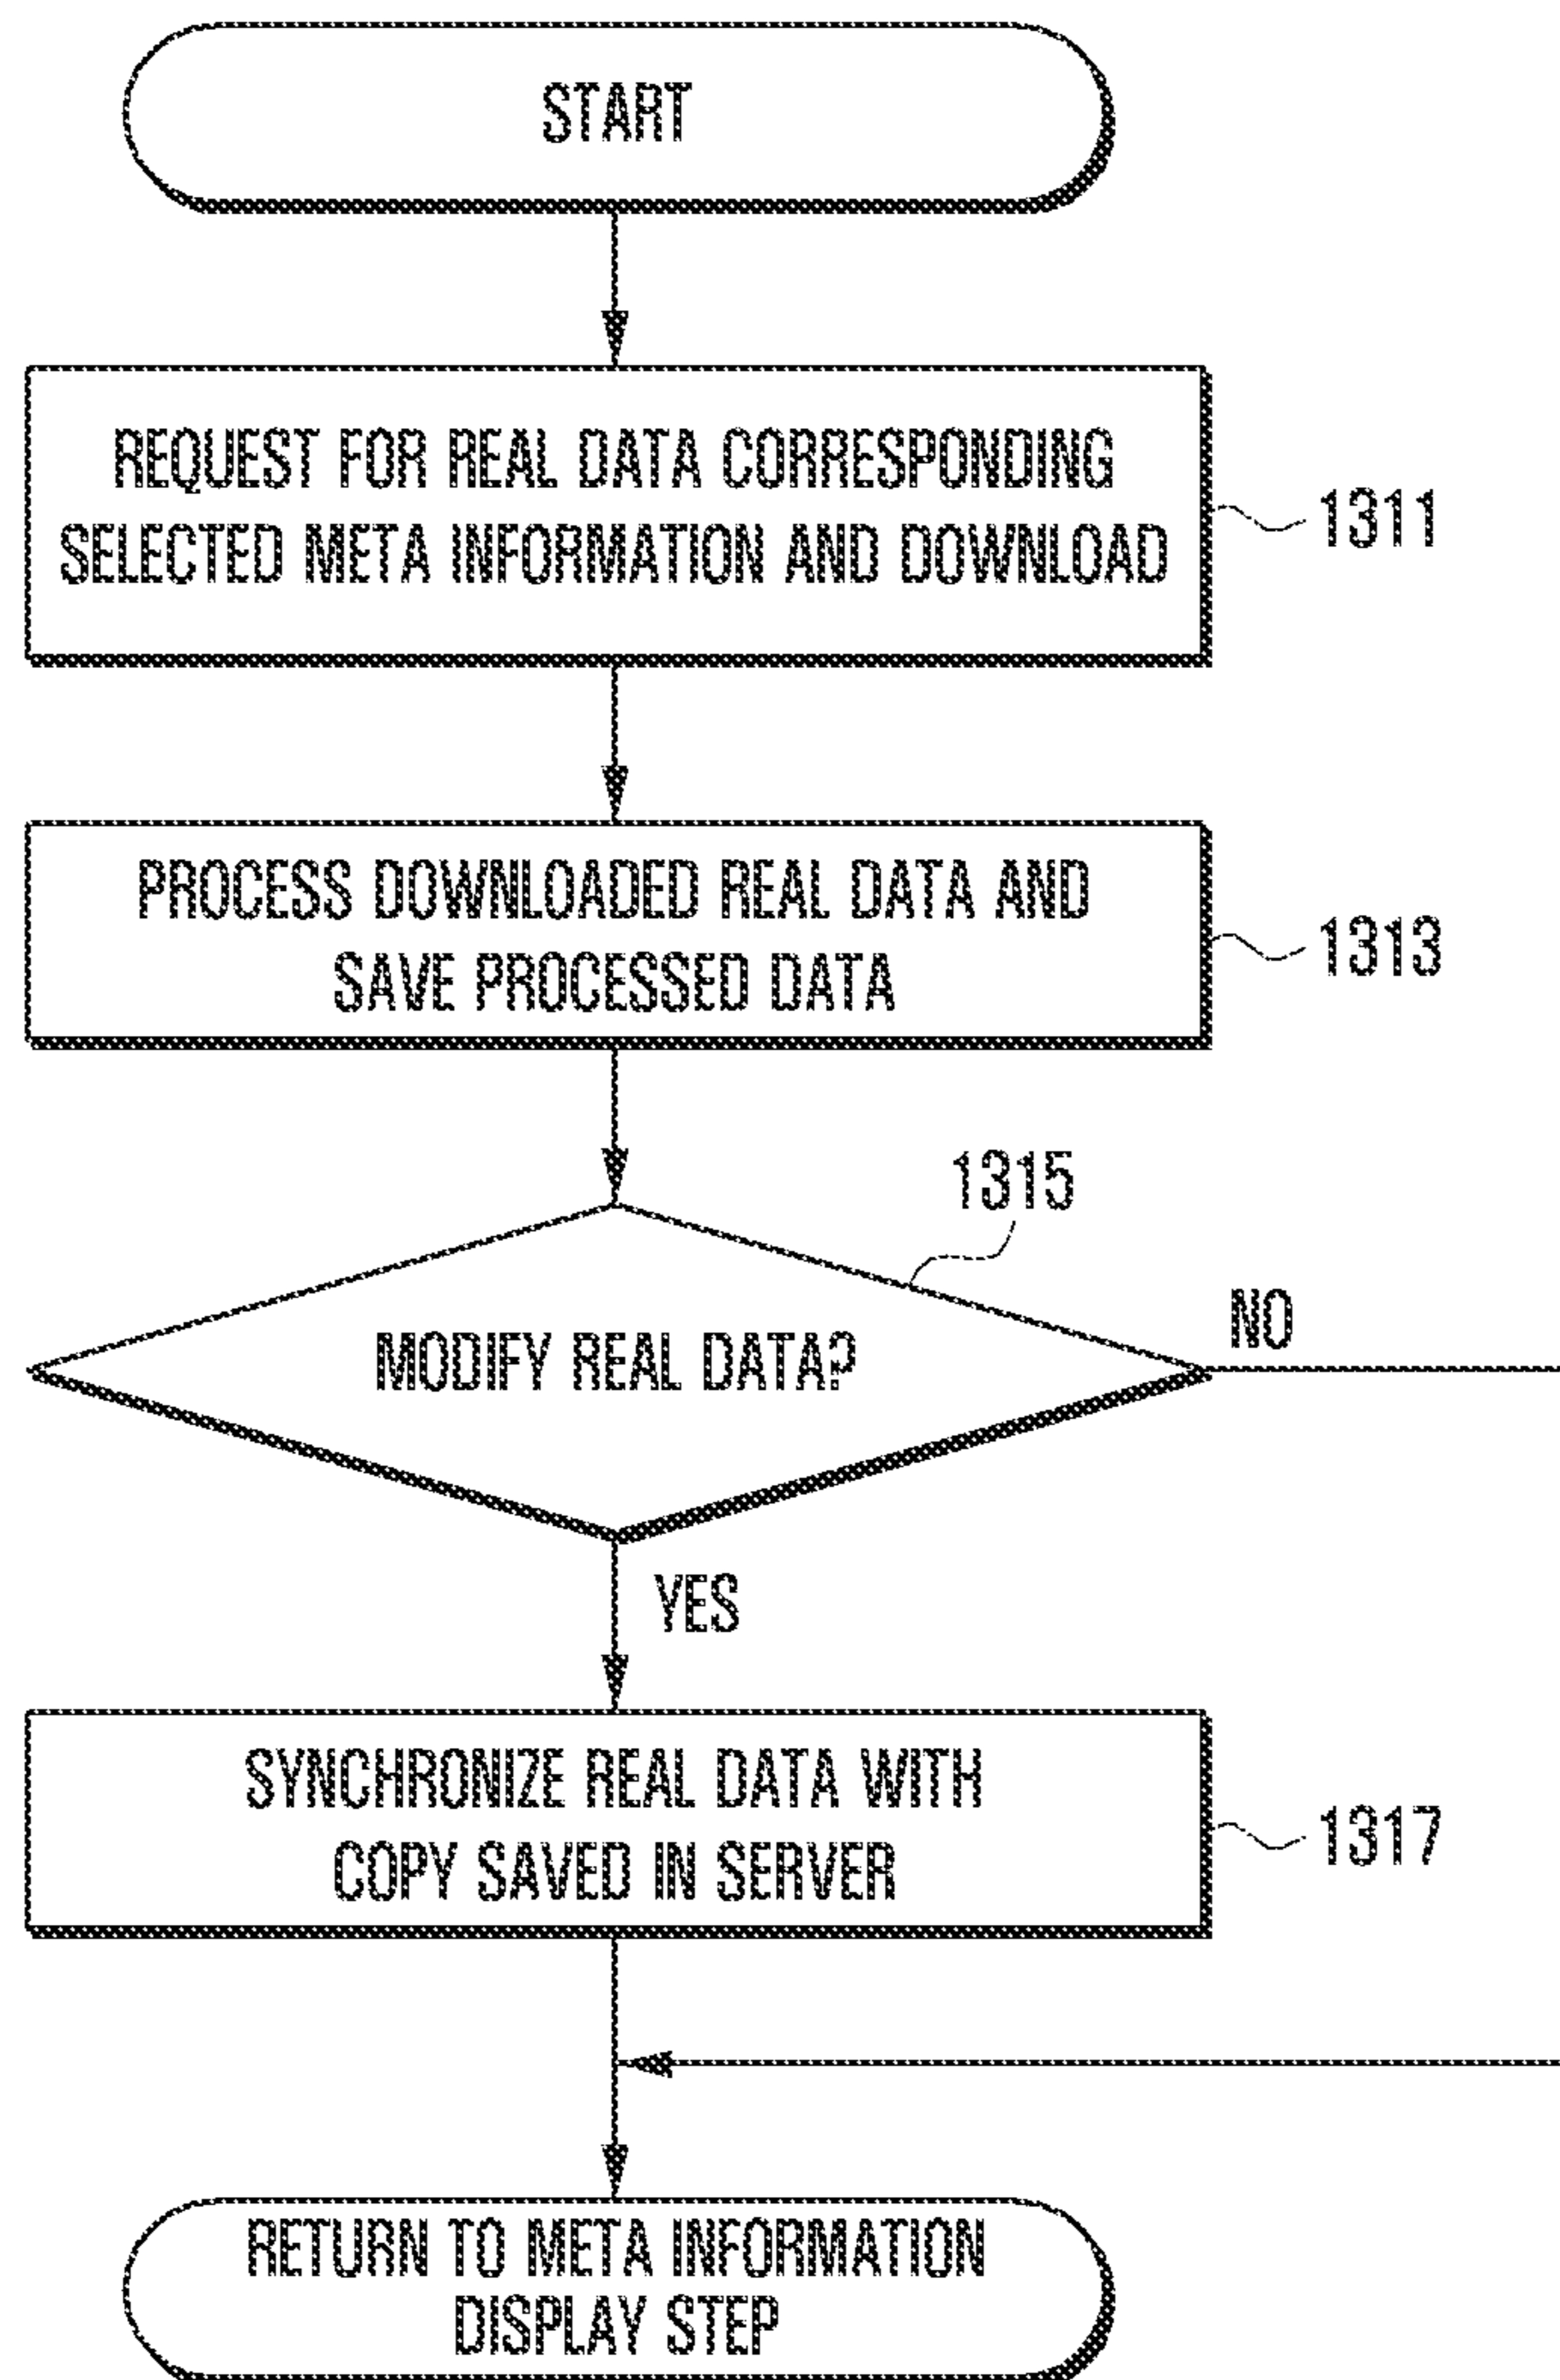 START
REQUEST FOR REAL DATA CORRESPONDING
SELECTED META INFORMATION AND DOWNLOAD
1311
PROCESS DOWNLOADED REAL DATA AND
SAVE PROCESSED DATA
1313
1315
MODIFY REAL DATA?
NO
YES
SYNCHRONIZE REAL DATA WITH
COPY SAVED IN SERVER
1317
RETURN TO META INFORMATION
DISPLAY STEP